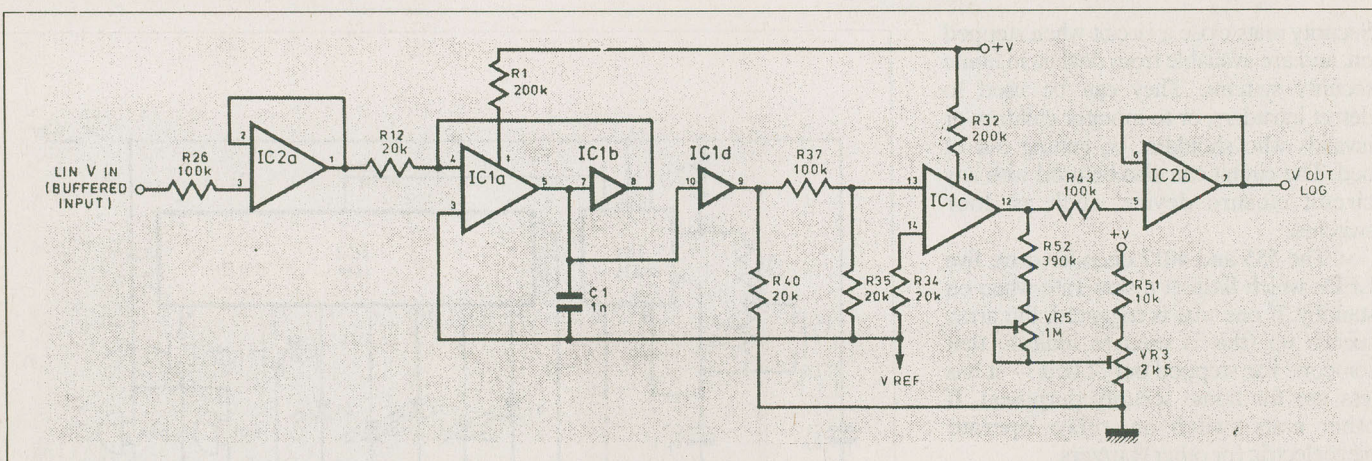 +V
R1
200k
R32
200k
2
IC2a
3
1
R26
100k
LIN V IN
(BUFFERED
INPUT)
R12
20k
4
1
IC1a
5
3
IC1b
7
8
IC1d
10
9
R37
100k
13
16
IC1c
12
14
R43
100k
6
IC2b
7
5
V OUT
LOG
C1
1n
R40
20k
R35
20k
R34
20k
V REF
R52
390k
VR5
1M
+V
R51
10k
VR3
2k5